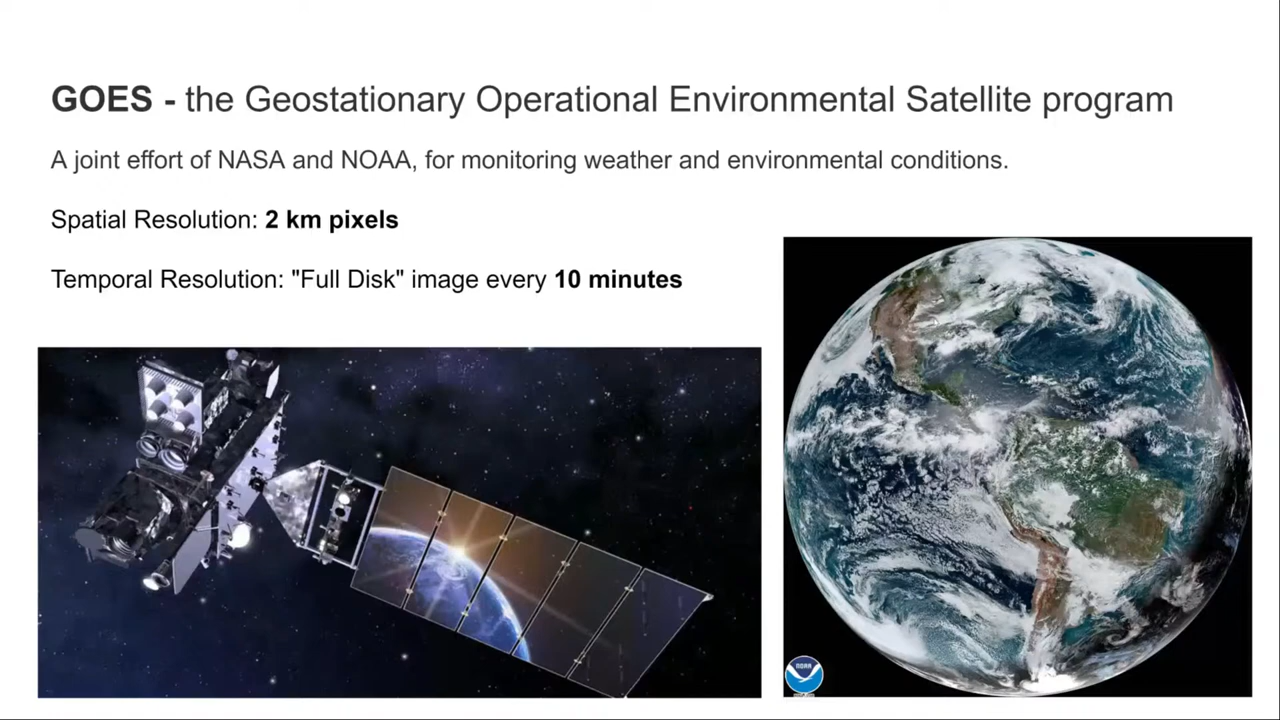 GOES - the Geostationary Operational Environmental Satellite program
A joint effort of NASA and NOAA, for monitoring weather and environmental conditions.
Spatial Resolution: 2 km pixels
Temporal Resolution: "Full Disk" image every 10 minutes
NOAA